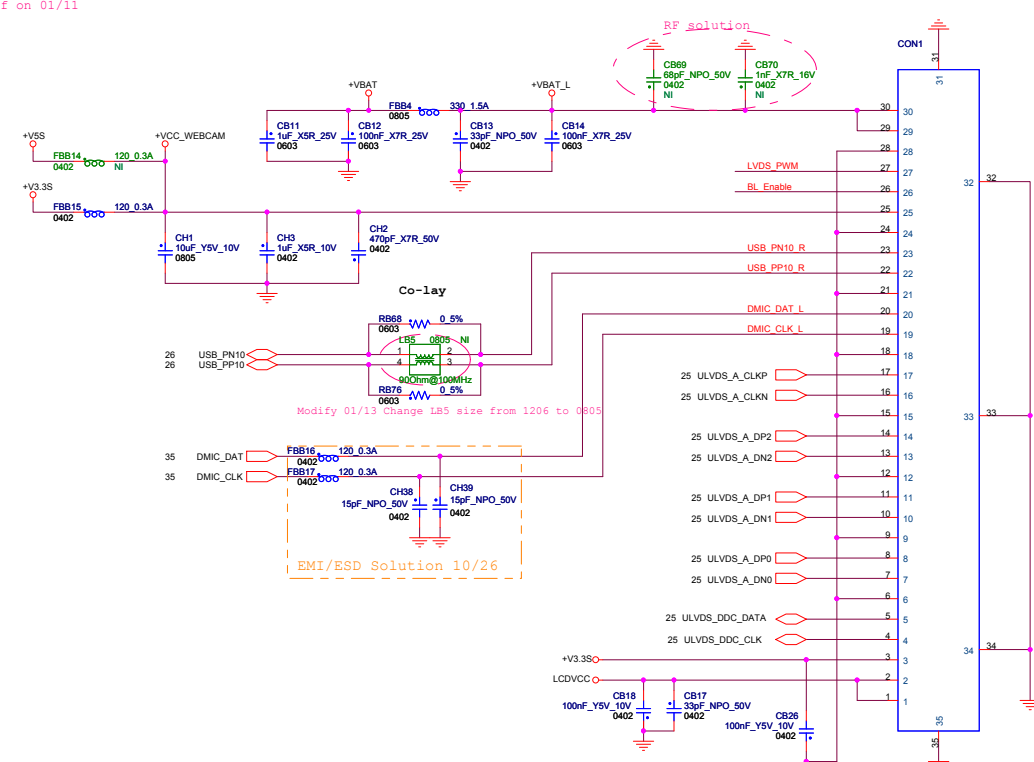 f on 01/11
RF solution
CON1
31
31
CB69
68pF_NPO_50V
0402
NI
CB70
1nF_X7R_16V
0402
NI
+VBAT
FBB4
0805
330 1.5A
+VBAT_L
CB11
1uF_X5R_25V
0603
CB12
100nF_X7R_25V
0603
CB13
33pF_NPO_50V
0402
CB14
100nF_X7R_25V
0603
+V5S
+VCC_WEBCAM
FBB14
0402
120_0.3A
NI
+V3.3S
FBB15
0402
120_0.3A
CH1
10uF_Y5V_10V
0805
CH3
1uF_X5R_10V
0402
CH2
470pF_X7R_50V
0402
LVDS_PWM
BL_Enable
USB_PN10_R
USB_PP10_R
DMIC_DAT_L
DMIC_CLK_L
Co-lay
RB68
0603
0_5%
LB5 0805 NI
1 2
4 3
90Ohm@100MHz
RB76
0603
0_5%
26 USB_PN10
26 USB_PP10
Modify 01/13 Change LB5 size from 1206 to 0805
35 DMIC_DAT
35 DMIC_CLK
FBB16
0402
120_0.3A
FBB17
0402
120_0.3A
CH38
15pF_NPO_50V
0402
CH39
15pF_NPO_50V
0402
EMI/ESD Solution 10/26
25 ULVDS_A_CLKP
25 ULVDS_A_CLKN
25 ULVDS_A_DP2
25 ULVDS_A_DN2
25 ULVDS_A_DP1
25 ULVDS_A_DN1
25 ULVDS_A_DP0
25 ULVDS_A_DN0
25 ULVDS_DDC_DATA
25 ULVDS_DDC_CLK
+V3.3S
LCDVCC
CB18
100nF_Y5V_10V
0402
CB17
33pF_NPO_50V
0402
CB26
100nF_Y5V_10V
0402
30 30
29 29
28 28
27 27
26 26
25 25
24 24
23 23
22 22
21 21
20 20
19 19
18 18
17 17
16 16
15 15
14 14
13 13
12 12
11 11
10 10
9 9
8 8
7 7
6 6
5 5
4 4
3 3
2 2
1 1
32 32
33 33
34 34
35
35